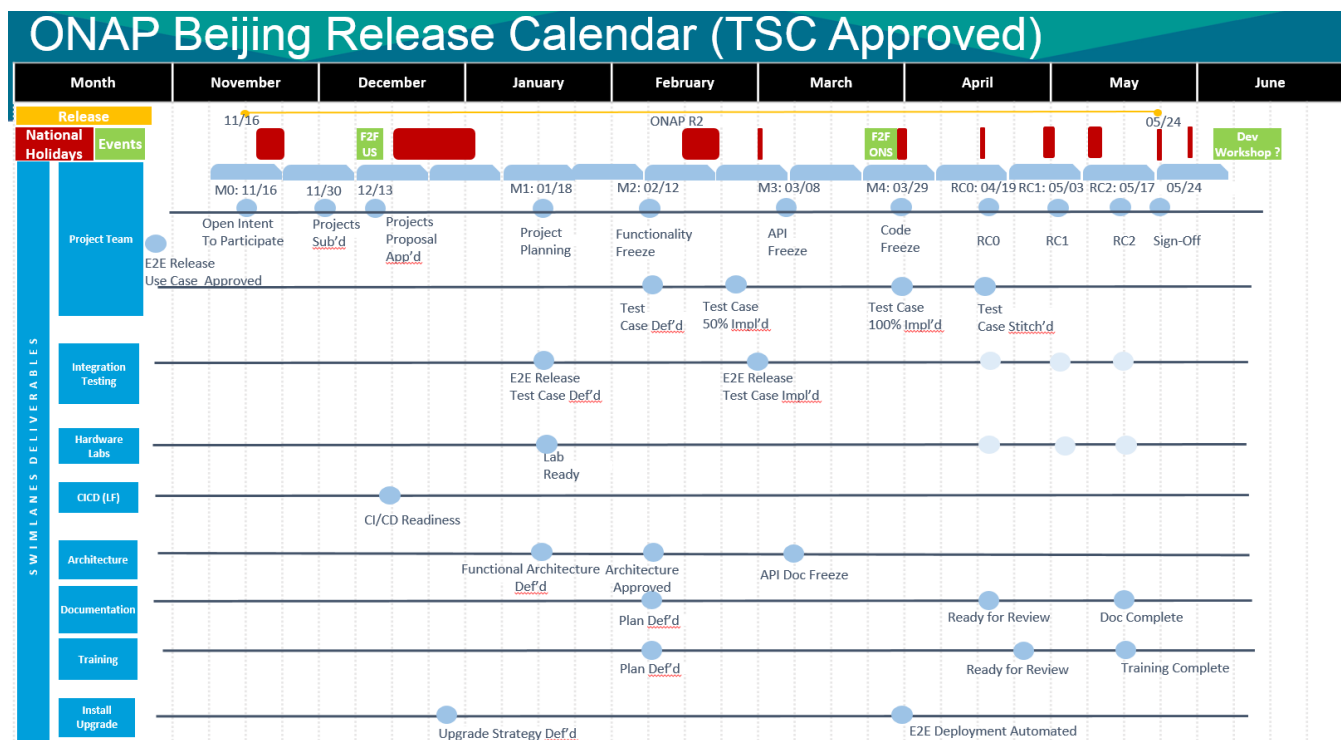 ONAP Beijing Release Calendar (TSC Approved)
Month November December January February March April May June
Release
11/16
ONAP R2
05/24
National
Holidays
Events
F2F
US
F2F
ONS
Dev
Workshop ?
M0: 11/16 11/30 12/13 M1: 01/18 M2: 02/12 M3: 03/08 M4: 03/29 RC0: 04/19 RC1: 05/03 RC2: 05/17 05/24
SWIMLANES DELIVERABLES
Project Team
Open Intent
To Participate
Projects
Sub'd
Projects
Proposal
App'd
Project
Planning
Functionality
Freeze
API
Freeze
Code
Freeze
RC0
RC1
RC2
Sign-Off
E2E Release
Use Case Approved
Test
Case Def'd
Test Case
50% Impl'd
Test Case
100% Impl'd
Test
Case Stitch'd
Integration
Testing
E2E Release
Test Case Def'd
E2E Release
Test Case Impl'd
Hardware
Labs
Lab
Ready
CICD (LF)
CI/CD Readiness
Architecture
Functional Architecture
Def'd
Architecture
Approved
API Doc Freeze
Documentation
Plan Def'd
Ready for Review
Doc Complete
Training
Plan Def'd
Ready for Review
Training Complete
Install
Upgrade
Upgrade Strategy Def'd
E2E Deployment Automated